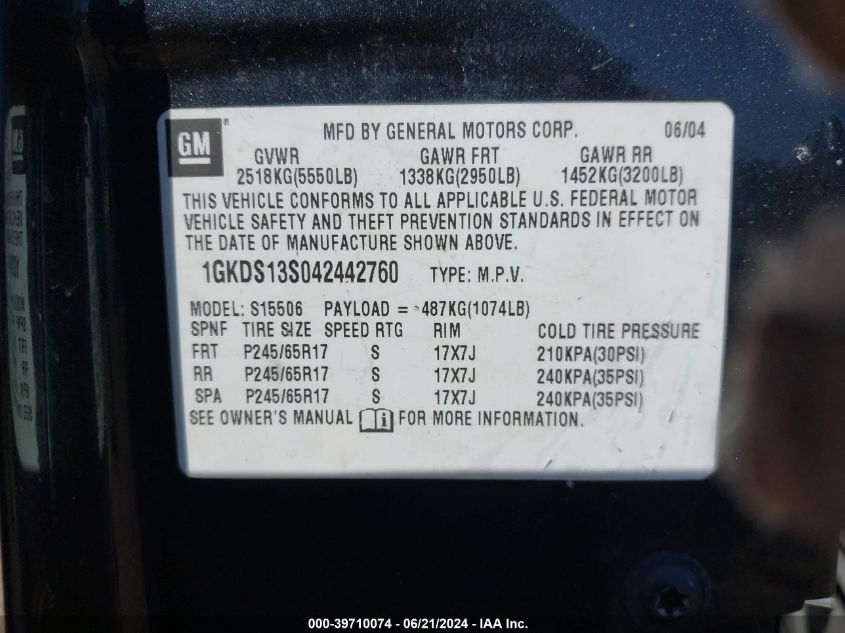 GM® MFD BY GENERAL MOTORS CORP. 06/04
GVWR GAWR FRT GAWR RR
2518KG(5550LB) 1338KG(2950LB) 1452KG(3200LB)
THIS VEHICLE CONFORMS TO ALL APPLICABLE U.S. FEDERAL MOTOR
VEHICLE SAFETY AND THEFT PREVENTION STANDARDS IN EFFECT ON
THE DATE OF MANUFACTURE SHOWN ABOVE.
1GKDS13S042442760 TYPE: M.P.V.
MODEL: S15506 PAYLOAD = 487KG(1074LB)
SPNF TIRE SIZE SPEED RTG RIM COLD TIRE PRESSURE
FRT P245/65R17 S 17X7J 210KPA(30PSI)
RR P245/65R17 S 17X7J 240KPA(35PSI)
SPA P245/65R17 S 17X7J 240KPA(35PSI)
SEE OWNER'S MANUAL i FOR MORE INFORMATION.
000-39710074 - 06/21/2024 - IAA Inc.